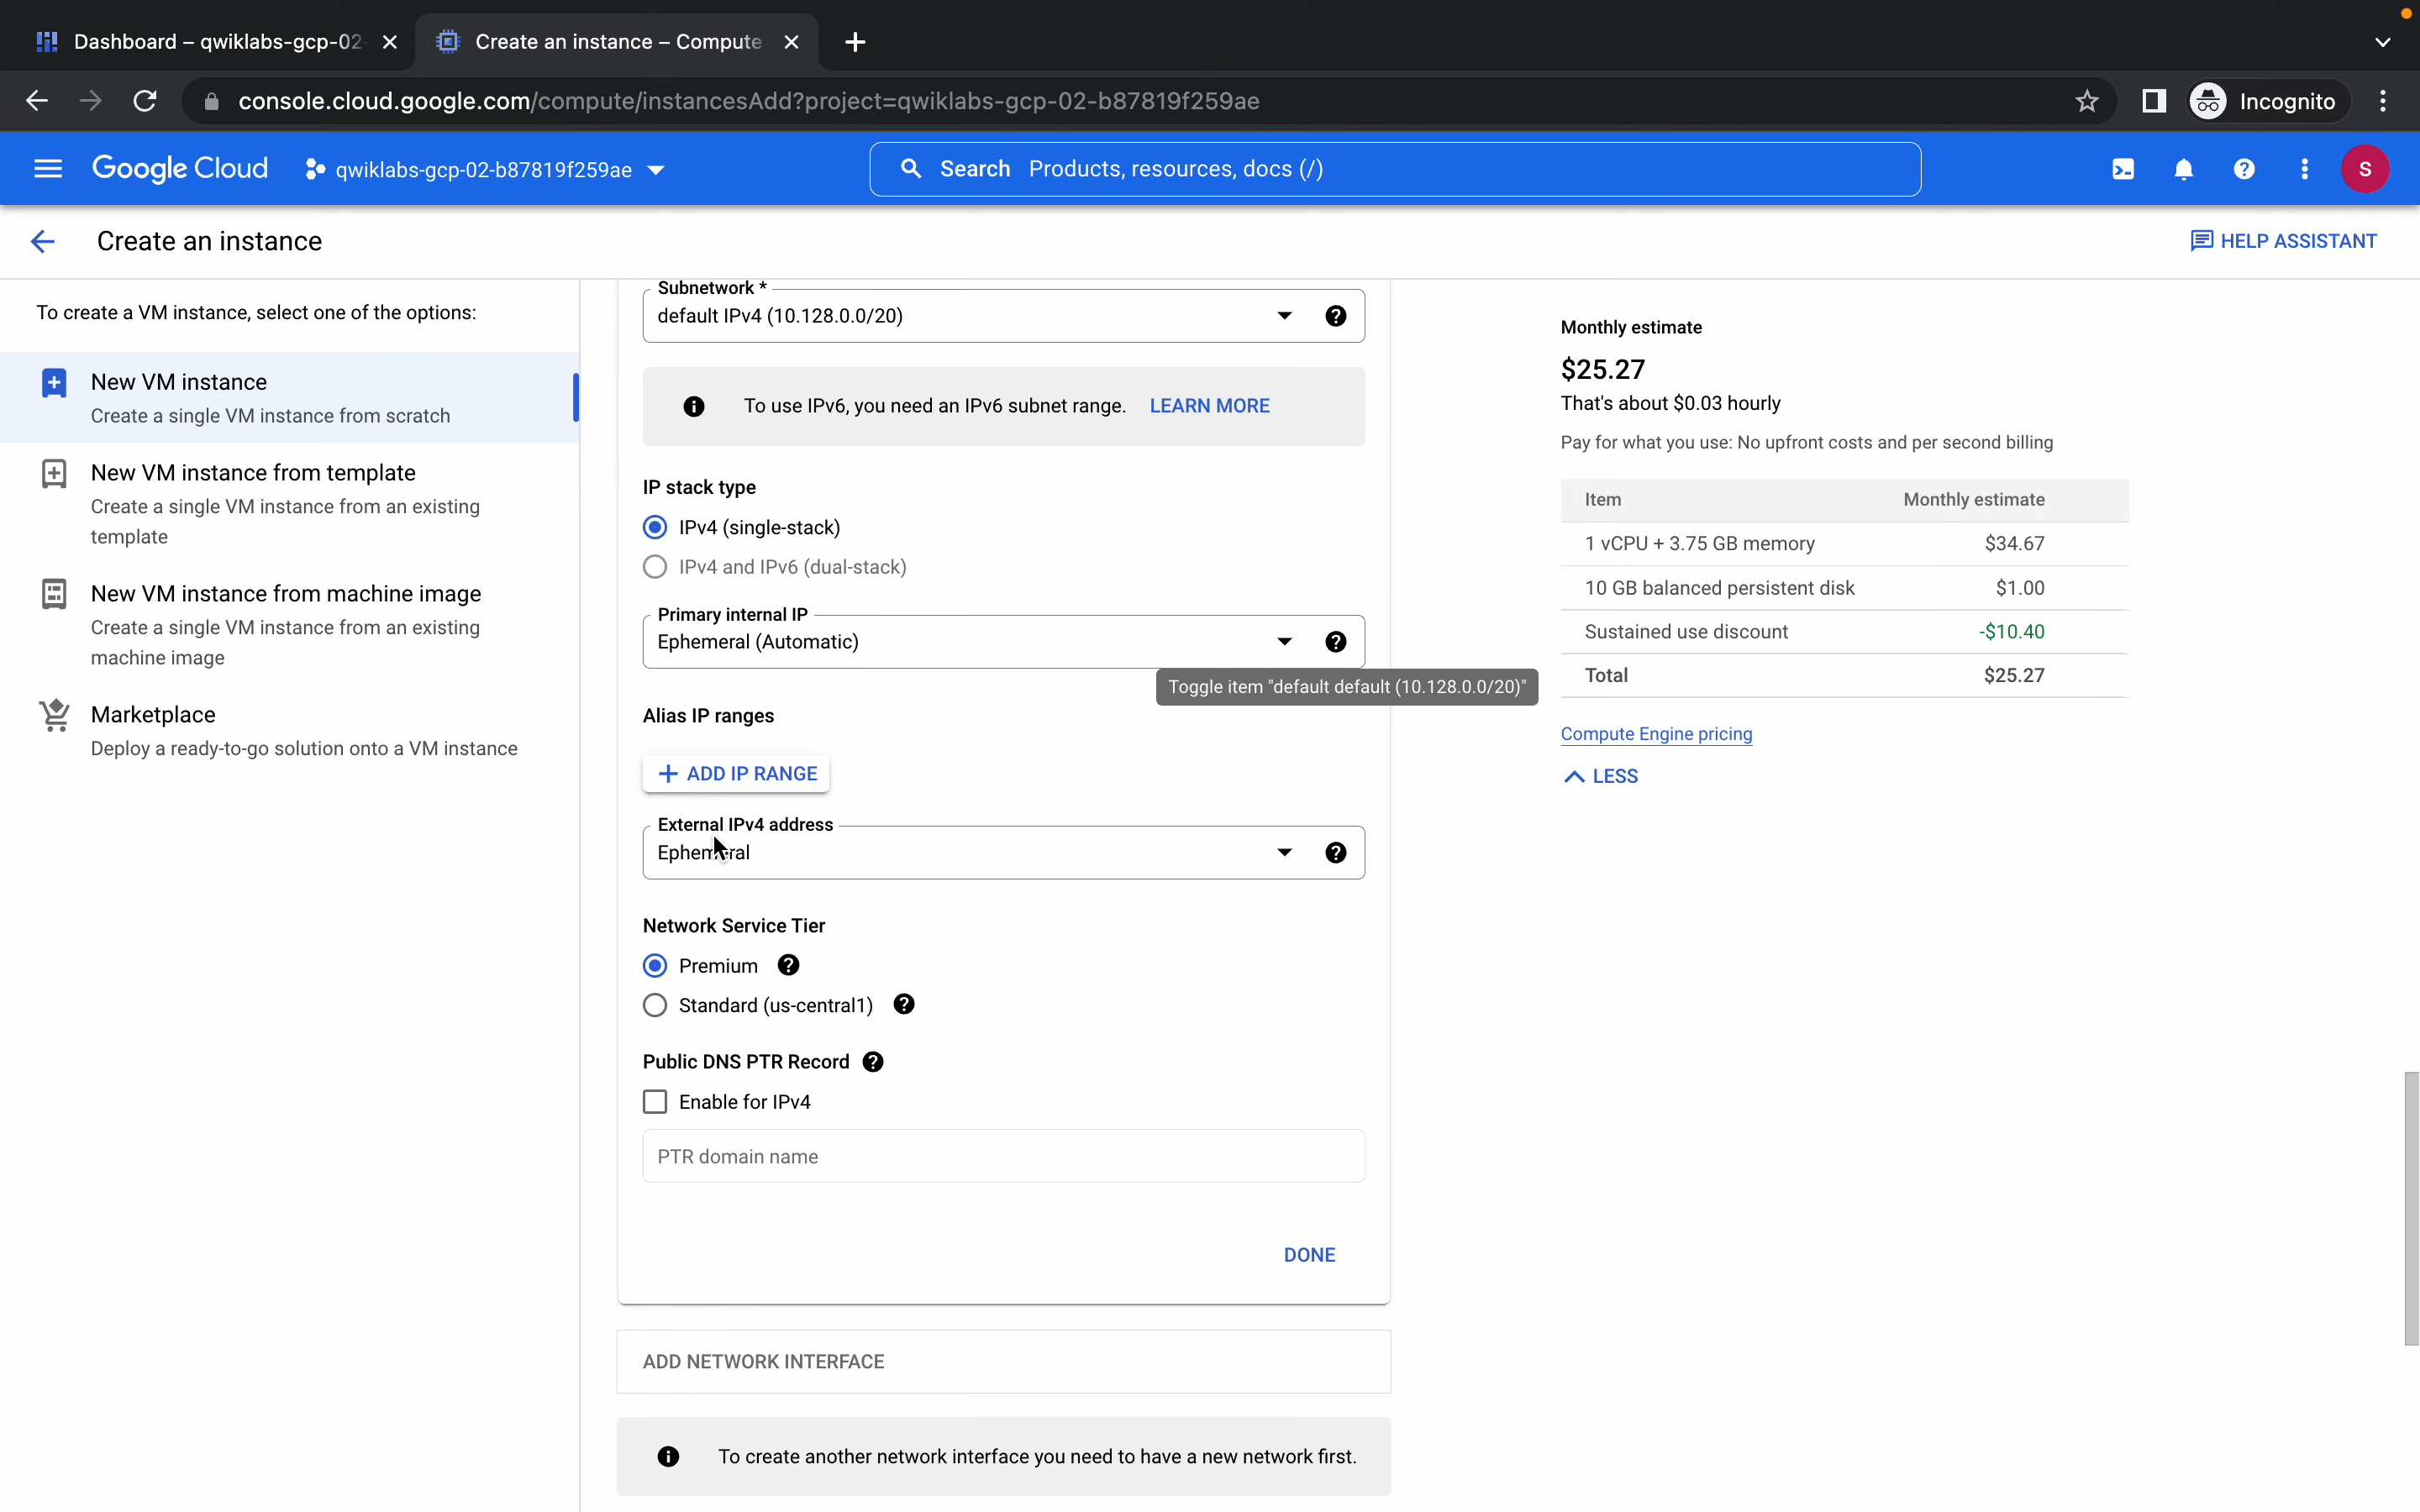 Dashboard – qwiklabs-gcp-02-
Create an instance – Compute
console.cloud.google.com/compute/instancesAdd?project=qwiklabs-gcp-02-b87819f259ae
Incognito
Google Cloud
qwiklabs-gcp-02-b87819f259ae
Search Products, resources, docs (/)
S
Create an instance
HELP ASSISTANT
To create a VM instance, select one of the options:
New VM instance
Create a single VM instance from scratch
New VM instance from template
Create a single VM instance from an existing
template
New VM instance from machine image
Create a single VM instance from an existing
machine image
Marketplace
Deploy a ready-to-go solution onto a VM instance
Subnetwork *
default IPv4 (10.128.0.0/20)
To use IPv6, you need an IPv6 subnet range. LEARN MORE
IP stack type
IPv4 (single-stack)
IPv4 and IPv6 (dual-stack)
Primary internal IP
Ephemeral (Automatic)
Toggle item "default default (10.128.0.0/20)"
Alias IP ranges
+ ADD IP RANGE
External IPv4 address
Ephemeral
Network Service Tier
Premium
Standard (us-central1)
Public DNS PTR Record
Enable for IPv4
PTR domain name
DONE
ADD NETWORK INTERFACE
To create another network interface you need to have a new network first.
Monthly estimate
$25.27
That's about $0.03 hourly
Pay for what you use: No upfront costs and per second billing
Item Monthly estimate
1 vCPU + 3.75 GB memory $34.67
10 GB balanced persistent disk $1.00
Sustained use discount -$10.40
Total $25.27
Compute Engine pricing
LESS